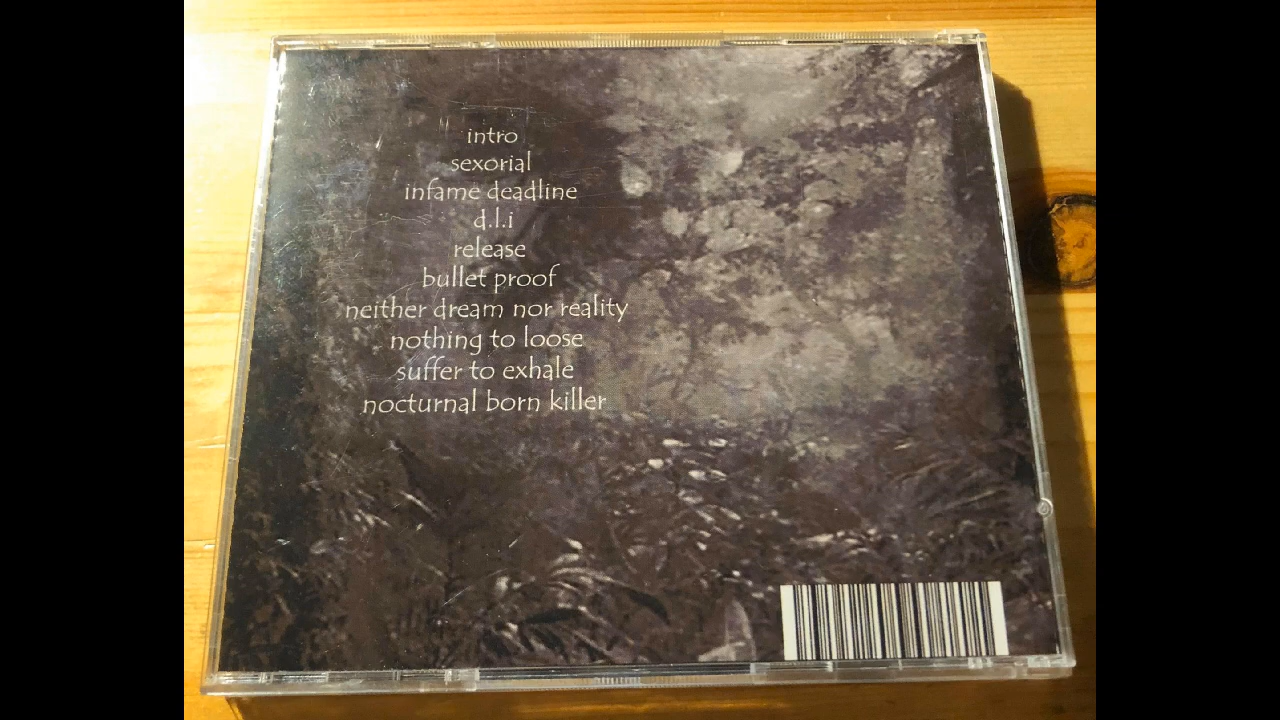 intro
sexorial
infame deadline
d.l.i
release
bullet proof
neither dream nor reality
nothing to loose
suffer to exhale
nocturnal born killer